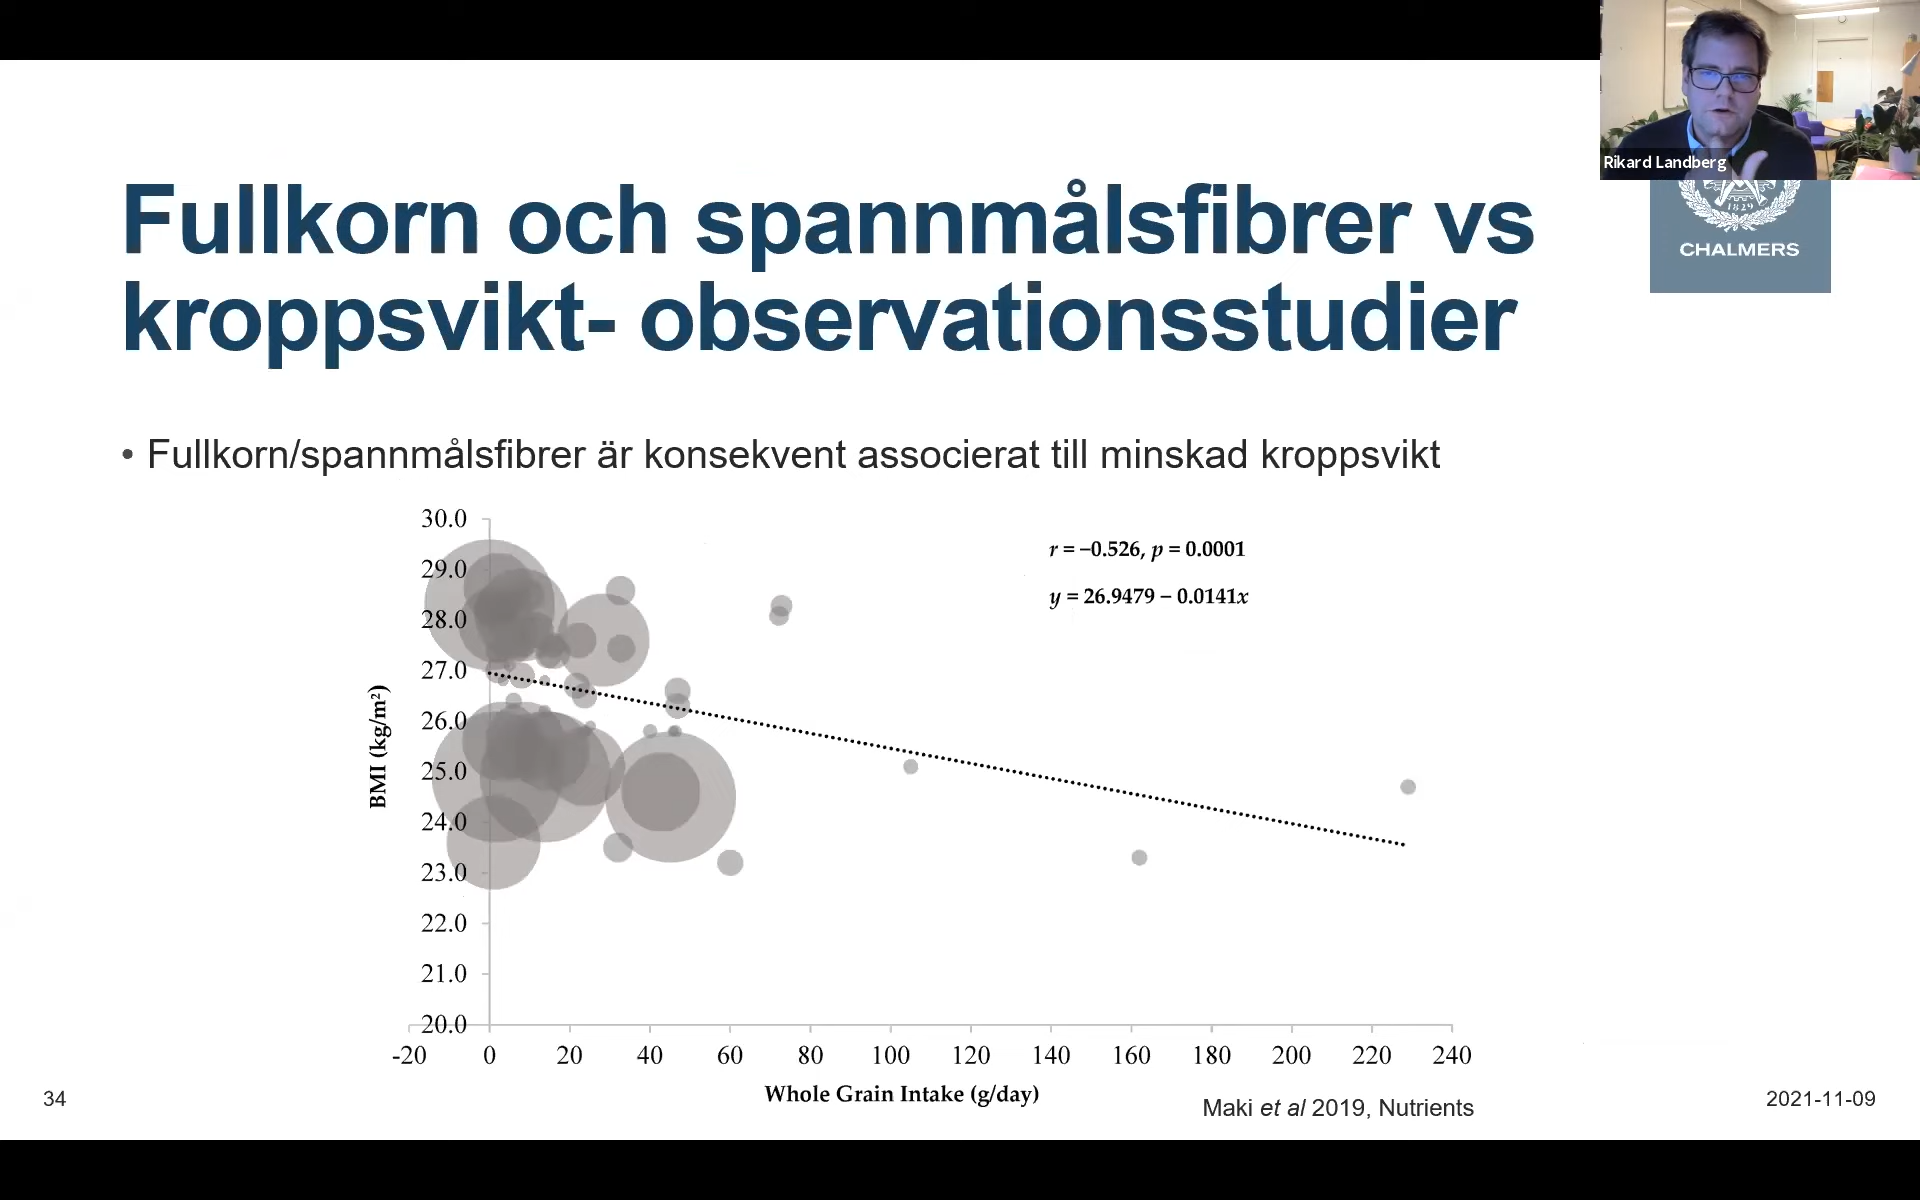 Rikard Landberg
1829
CHALMERS
Fullkorn och spannmålsfibrer vs
kroppsvikt- observationsstudier
• Fullkorn/spannmålsfibrer är konsekvent associerat till minskad kroppsvikt
r = −0.526, p = 0.0001
y = 26.9479 − 0.0141x
BMI (kg/m²)
30.0
29.0
28.0
27.0
26.0
25.0
24.0
23.0
22.0
21.0
20.0
-20 0 20 40 60 80 100 120 140 160 180 200 220 240
Whole Grain Intake (g/day)
Maki et al 2019, Nutrients
34
2021-11-09